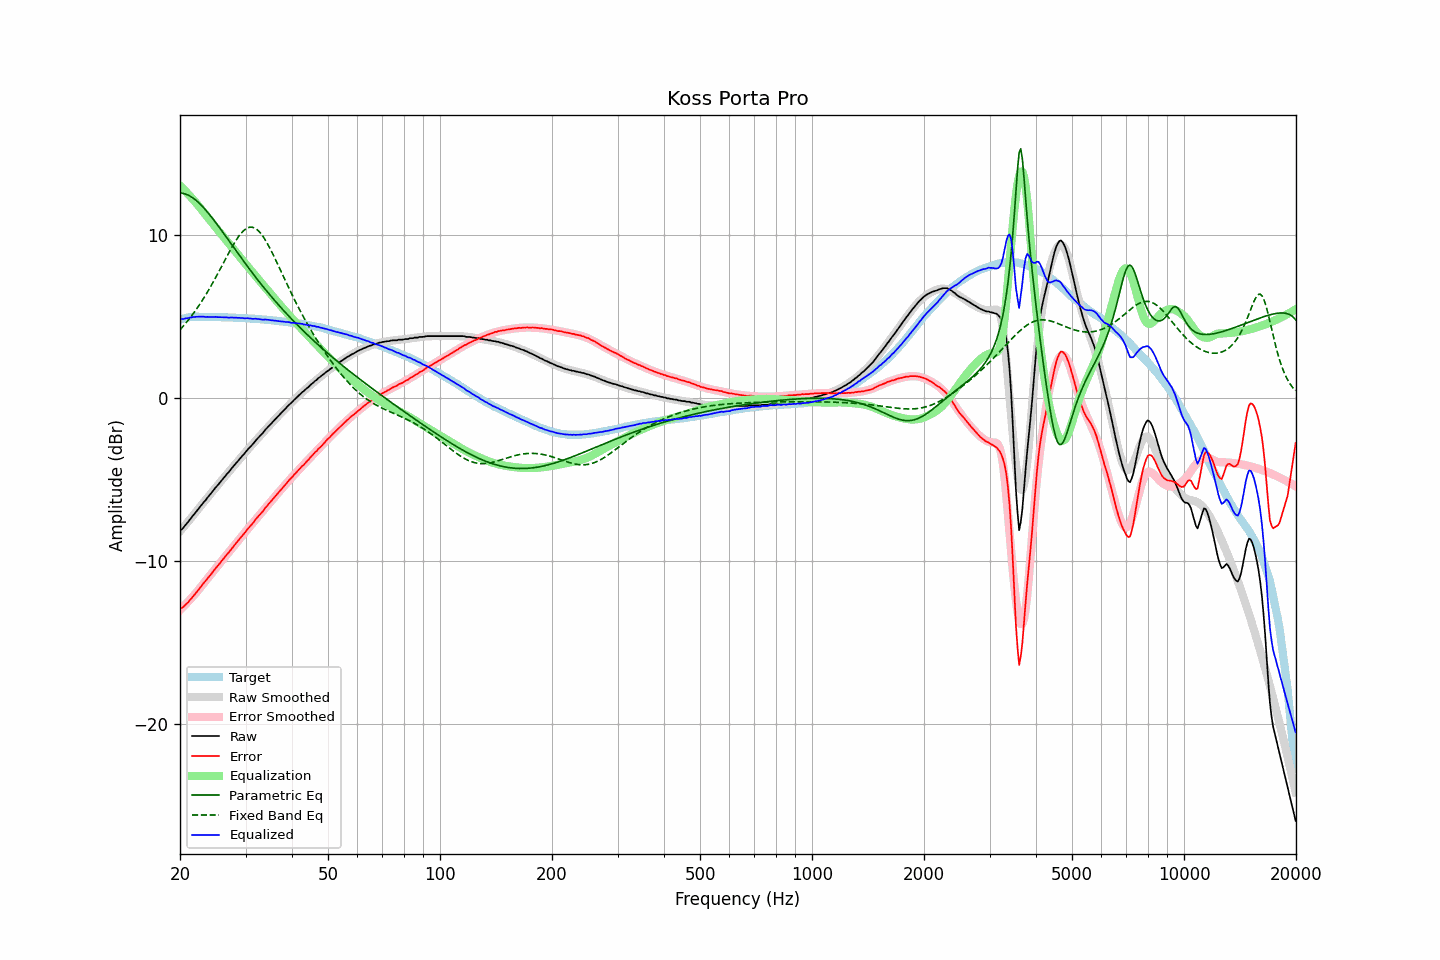 Koss Porta Pro
Amplitude (dBr)
10
0
−10
−20
Target
Raw Smoothed
Error Smoothed
Raw
Error
Equalization
Parametric Eq
Fixed Band Eq
Equalized
20 50 100 200 500 1000 2000 5000 10000 20000
Frequency (Hz)